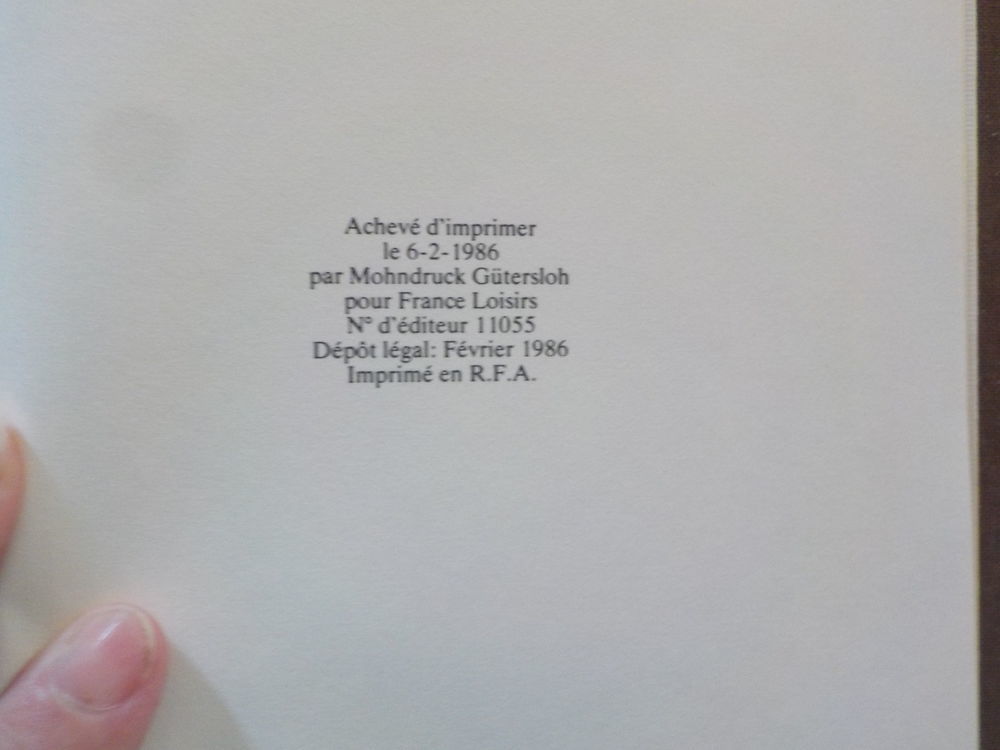 Achevé d'imprimer
le 6-2-1986
par Mohndruck Gütersloh
pour France Loisirs
N° d'éditeur 11055
Dépôt légal: Février 1986
Imprimé en R.F.A.